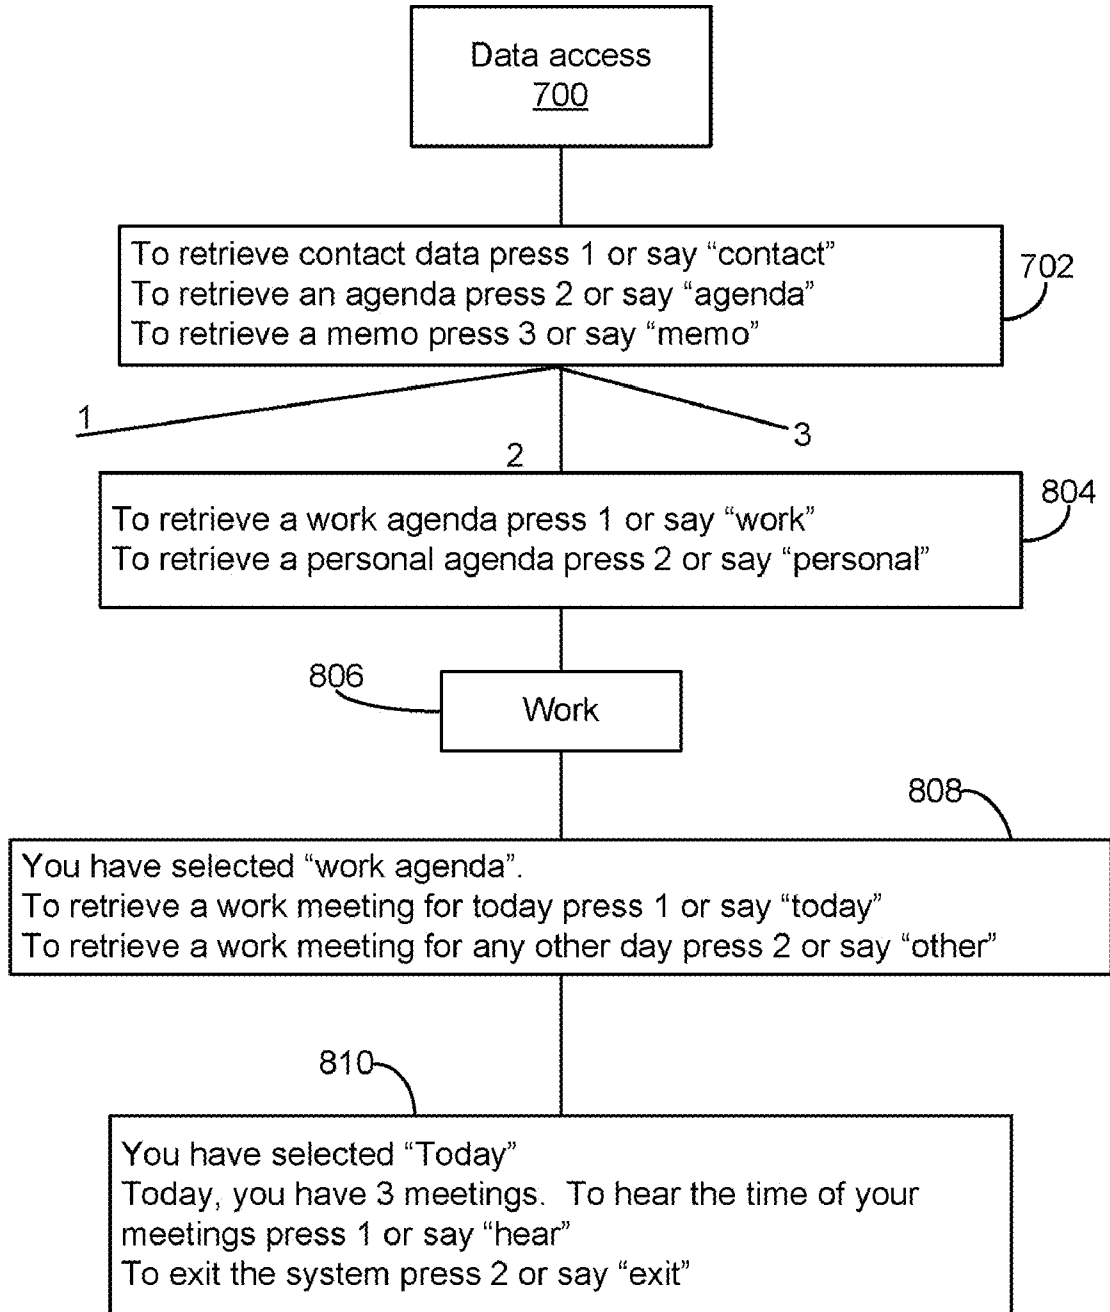 Data access
700
To retrieve contact data press 1 or say “contact”
To retrieve an agenda press 2 or say “agenda”
To retrieve a memo press 3 or say “memo”
702
1
3
2
804
To retrieve a work agenda press 1 or say “work”
To retrieve a personal agenda press 2 or say “personal”
806
Work
808
You have selected “work agenda”.
To retrieve a work meeting for today press 1 or say “today”
To retrieve a work meeting for any other day press 2 or say “other”
810
You have selected “Today”
Today, you have 3 meetings.  To hear the time of your
meetings press 1 or say “hear”
To exit the system press 2 or say “exit”